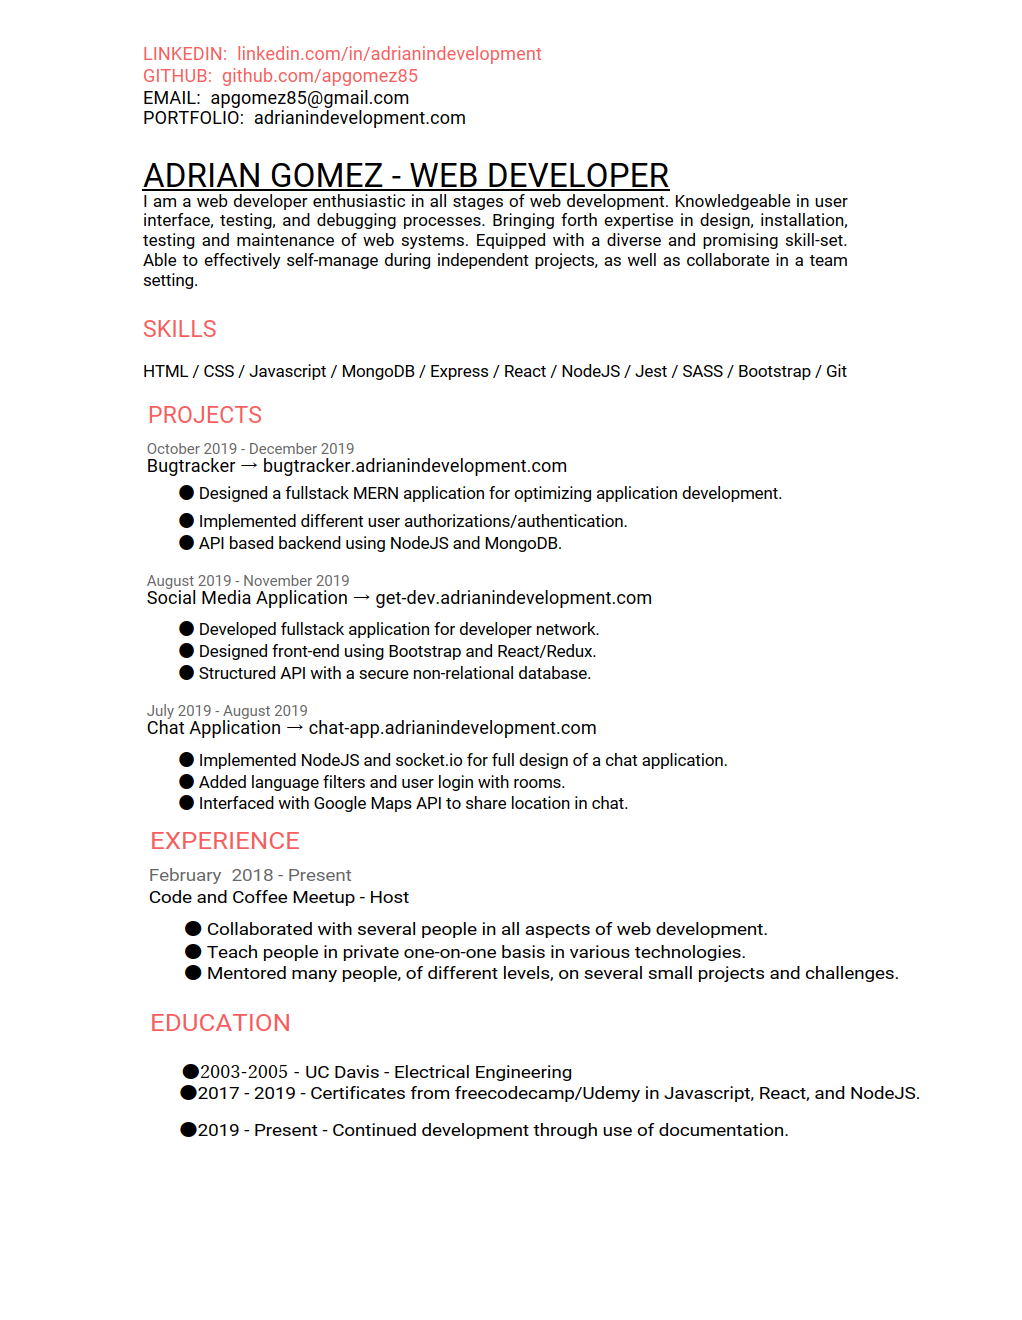 LINKEDIN: linkedin.com/in/adrianindevelopment
GITHUB: github.com/apgomez85
EMAIL: apgomez85@gmail.com
PORTFOLIO: adrianindevelopment.com
ADRIAN GOMEZ - WEB DEVELOPER
I am a web developer enthusiastic in all stages of web development. Knowledgeable in user
interface, testing, and debugging processes. Bringing forth expertise in design, installation,
testing and maintenance of web systems. Equipped with a diverse and promising skill-set.
Able to effectively self-manage during independent projects, as well as collaborate in a team
setting.
SKILLS
HTML / CSS / Javascript / MongoDB / Express / React / NodeJS / Jest / SASS / Bootstrap / Git
PROJECTS
October 2019 - December 2019
Bugtracker → bugtracker.adrianindevelopment.com
● Designed a fullstack MERN application for optimizing application development.
● Implemented different user authorizations/authentication.
● API based backend using NodeJS and MongoDB.
August 2019 - November 2019
Social Media Application → get-dev.adrianindevelopment.com
● Developed fullstack application for developer network.
● Designed front-end using Bootstrap and React/Redux.
● Structured API with a secure non-relational database.
July 2019 - August 2019
Chat Application → chat-app.adrianindevelopment.com
● Implemented NodeJS and socket.io for full design of a chat application.
● Added language filters and user login with rooms.
● Interfaced with Google Maps API to share location in chat.
EXPERIENCE
February 2018 - Present
Code and Coffee Meetup - Host
● Collaborated with several people in all aspects of web development.
● Teach people in private one-on-one basis in various technologies.
● Mentored many people, of different levels, on several small projects and challenges.
EDUCATION
●2003-2005 - UC Davis - Electrical Engineering
●2017 - 2019 - Certificates from freecodecamp/Udemy in Javascript, React, and NodeJS.
●2019 - Present - Continued development through use of documentation.